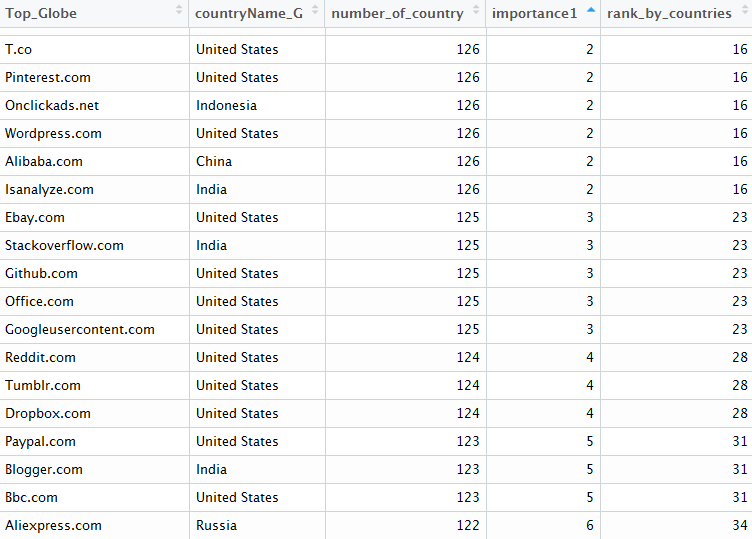 Top_Globe countryName_G number_of_country importance1 rank_by_countries
T.co United States 126 2 16
Pinterest.com United States 126 2 16
Onclickads.net Indonesia 126 2 16
Wordpress.com United States 126 2 16
Alibaba.com China 126 2 16
Isanalyze.com India 126 2 16
Ebay.com United States 125 3 23
Stackoverflow.com India 125 3 23
Github.com United States 125 3 23
Office.com United States 125 3 23
Googleusercontent.com United States 125 3 23
Reddit.com United States 124 4 28
Tumblr.com United States 124 4 28
Dropbox.com United States 124 4 28
Paypal.com United States 123 5 31
Blogger.com India 123 5 31
Bbc.com United States 123 5 31
Aliexpress.com Russia 122 6 34